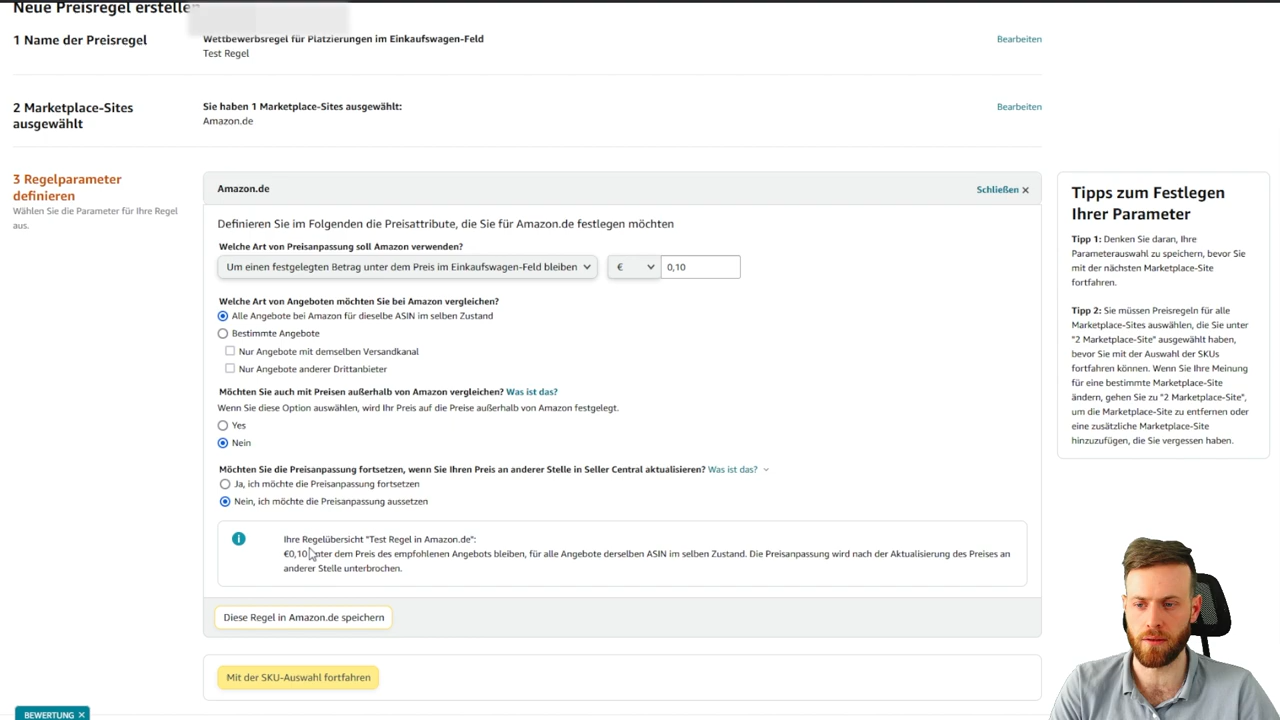 Neue Preisregel erstellen
1 Name der Preisregel
Wettbewerbsregel für Platzierungen im Einkaufswagen-Feld
Test Regel
Bearbeiten
2 Marketplace-Sites
ausgewählt
Sie haben 1 Marketplace-Sites ausgewählt:
Amazon.de
Bearbeiten
3 Regelparameter
definieren
Wählen Sie die Parameter für Ihre Regel
aus.
Amazon.de
Schließen ×
Definieren Sie im Folgenden die Preisattribute, die Sie für Amazon.de festlegen möchten
Welche Art von Preisanpassung soll Amazon verwenden?
Um einen festgelegten Betrag unter dem Preis im Einkaufswagen-Feld bleiben
€
0,10
Welche Art von Angeboten möchten Sie bei Amazon vergleichen?
Alle Angebote bei Amazon für dieselbe ASIN im selben Zustand
Bestimmte Angebote
Nur Angebote mit demselben Versandkanal
Nur Angebote anderer Drittanbieter
Möchten Sie auch mit Preisen außerhalb von Amazon vergleichen? Was ist das?
Wenn Sie diese Option auswählen, wird Ihr Preis auf die Preise außerhalb von Amazon festgelegt.
Yes
Nein
Möchten Sie die Preisanpassung fortsetzen, wenn Sie Ihren Preis an anderer Stelle in Seller Central aktualisieren? Was ist das?
Ja, ich möchte die Preisanpassung fortsetzen
Nein, ich möchte die Preisanpassung aussetzen
Ihre Regelübersicht "Test Regel in Amazon.de":
€0,10 unter dem Preis des empfohlenen Angebots bleiben, für alle Angebote derselben ASIN im selben Zustand. Die Preisanpassung wird nach der Aktualisierung des Preises an
anderer Stelle unterbrochen.
Diese Regel in Amazon.de speichern
Mit der SKU-Auswahl fortfahren
Tipps zum Festlegen
Ihrer Parameter
Tipp 1: Denken Sie daran, Ihre
Parameterauswahl zu speichern, bevor Sie
mit der nächsten Marketplace-Site
fortfahren.
Tipp 2: Sie müssen Preisregeln für alle
Marketplace-Sites auswählen, die Sie unter
"2 Marketplace-Site" ausgewählt haben,
bevor Sie mit der Auswahl der SKUs
fortfahren können. Wenn Sie Ihre Meinung
für eine bestimmte Marketplace-Site
ändern, gehen Sie zu "2 Marketplace-Site",
um die Marketplace-Site zu entfernen oder
eine zusätzliche Marketplace-Site
hinzuzufügen, die Sie vergessen haben.
BEWERTUNG ×